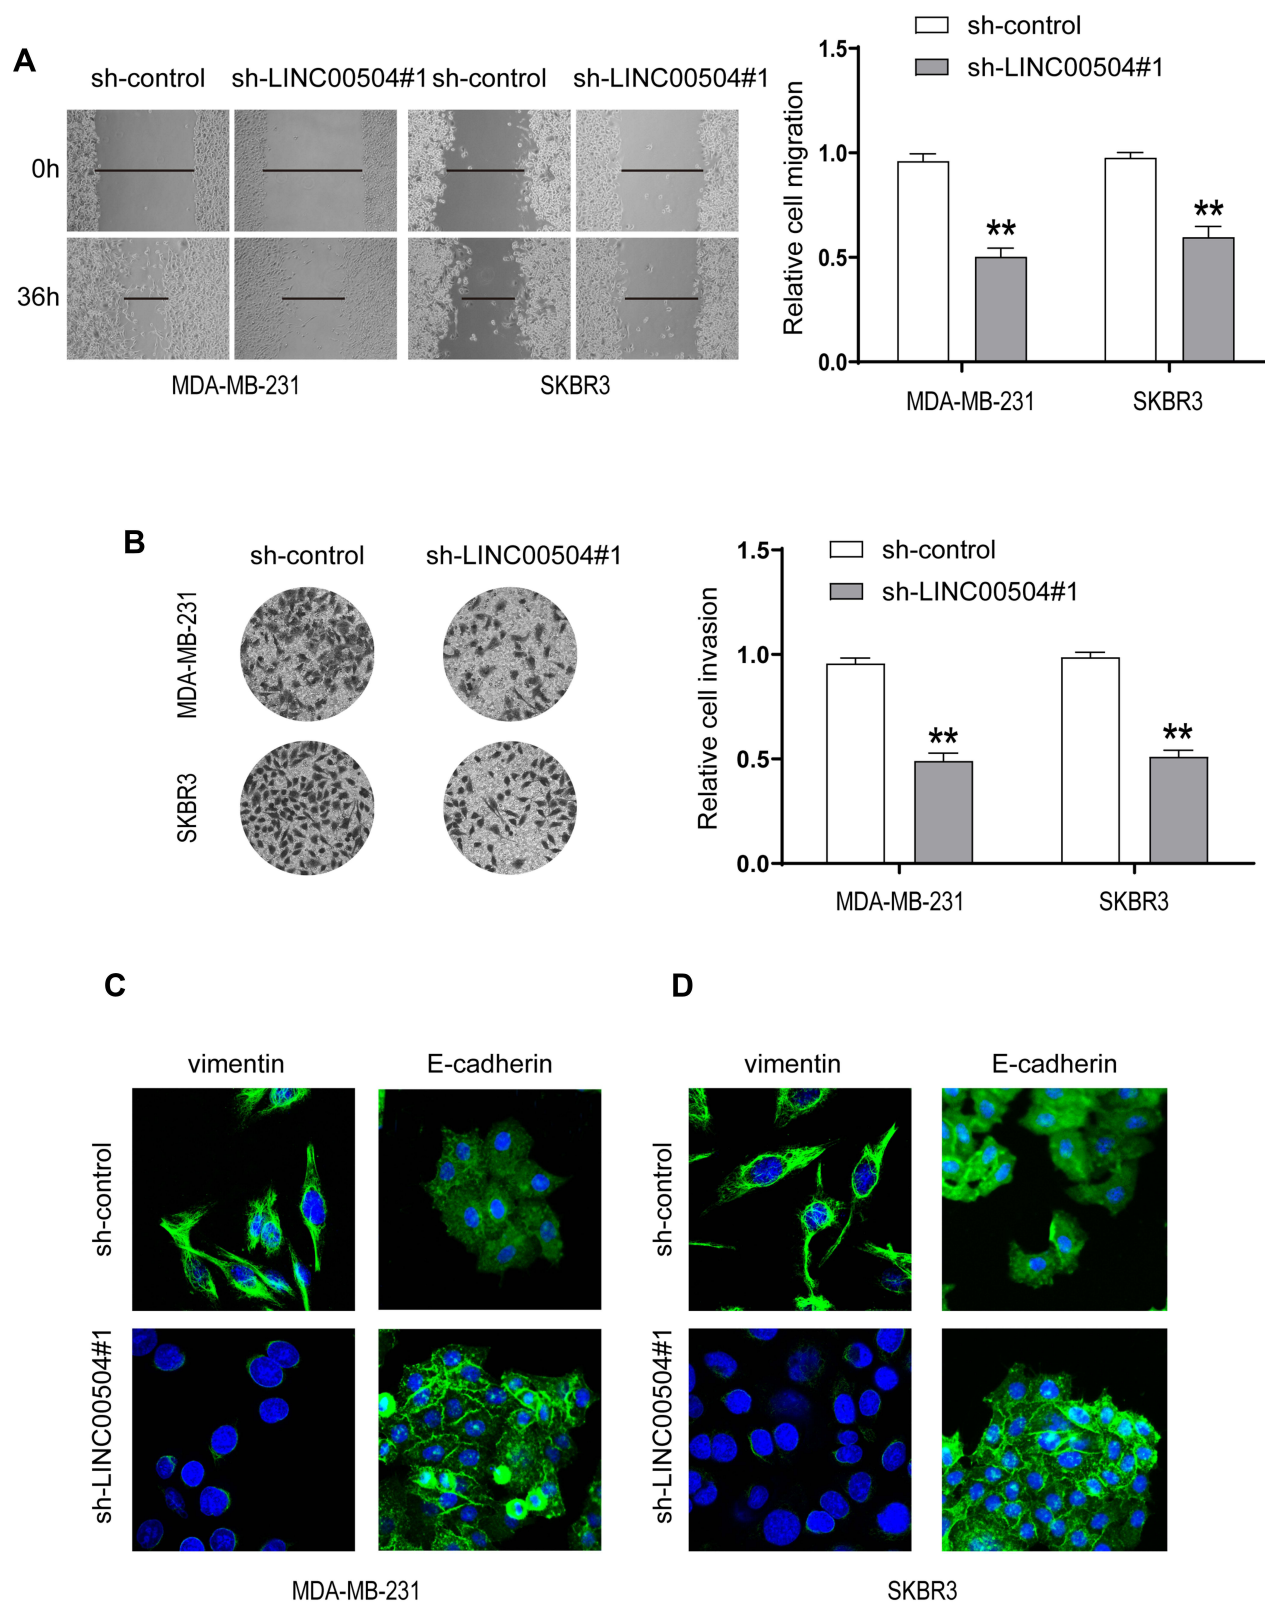 A
sh-control sh-LINC00504#1 sh-control sh-LINC00504#1
0h
36h
MDA-MB-231 SKBR3
sh-control
sh-LINC00504#1
Relative cell migration
1.5
1.0
0.5
0.0
** **
MDA-MB-231 SKBR3
B
sh-control sh-LINC00504#1
MDA-MB-231
SKBR3
sh-control
sh-LINC00504#1
Relative cell invasion
1.5
1.0
0.5
0.0
** **
MDA-MB-231 SKBR3
C
vimentin E-cadherin
sh-control
sh-LINC00504#1
MDA-MB-231
D
vimentin E-cadherin
sh-control
sh-LINC00504#1
SKBR3